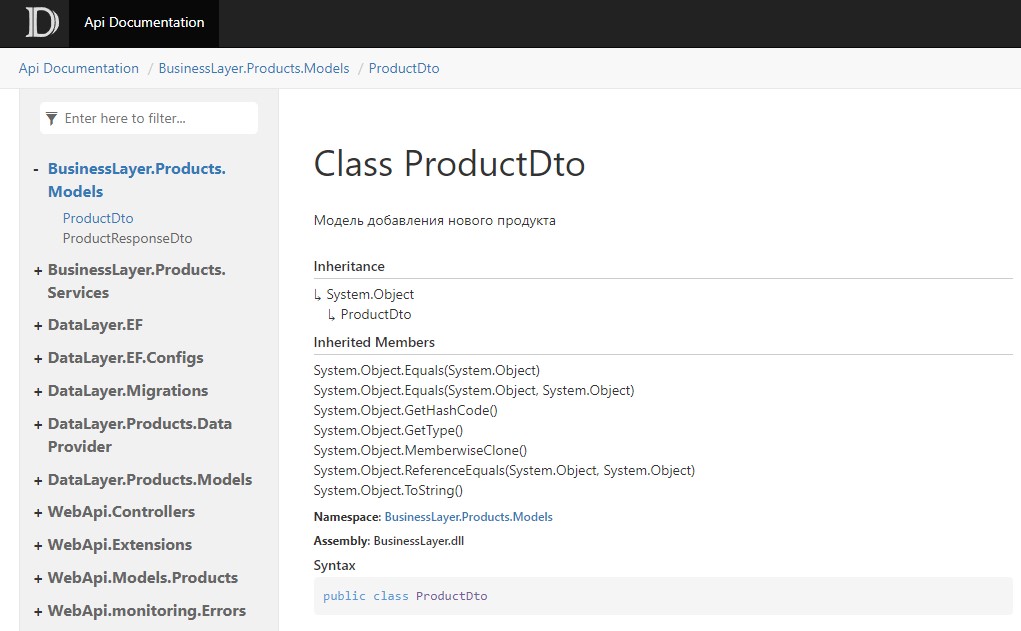 Api Documentation
Api Documentation / BusinessLayer.Products.Models / ProductDto
Enter here to filter...
- BusinessLayer.Products.
Models
ProductDto
ProductResponseDto
+ BusinessLayer.Products.
Services
+ DataLayer.EF
+ DataLayer.EF.Configs
+ DataLayer.Migrations
+ DataLayer.Products.Data
Provider
+ DataLayer.Products.Models
+ WebApi.Controllers
+ WebApi.Extensions
+ WebApi.Models.Products
+ WebApi.monitoring.Errors
Class ProductDto
Модель добавления нового продукта
Inheritance
↳ System.Object
↳ ProductDto
Inherited Members
System.Object.Equals(System.Object)
System.Object.Equals(System.Object, System.Object)
System.Object.GetHashCode()
System.Object.GetType()
System.Object.MemberwiseClone()
System.Object.ReferenceEquals(System.Object, System.Object)
System.Object.ToString()
Namespace: BusinessLayer.Products.Models
Assembly: BusinessLayer.dll
Syntax
public class ProductDto